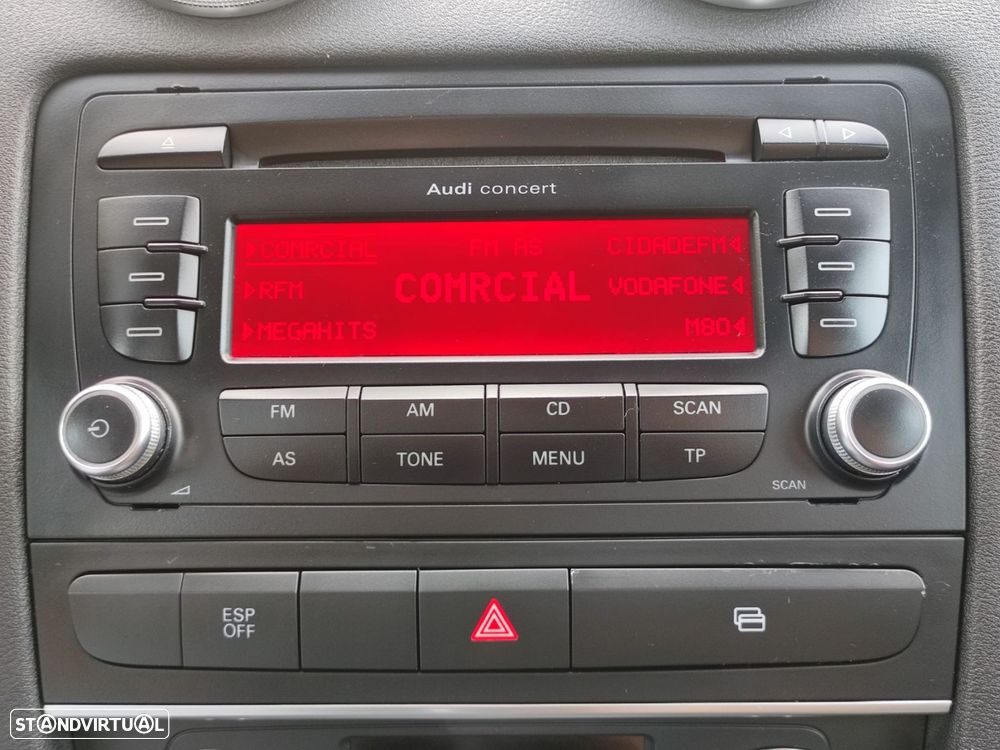 Audi concert
COMRCIAL FM AS CIDADEFM
RFM COMRCIAL VODAFONE
MEGAHITS M80
FM AM CD SCAN
AS TONE MENU TP
SCAN
ESP
OFF
STANDVIRTUAL